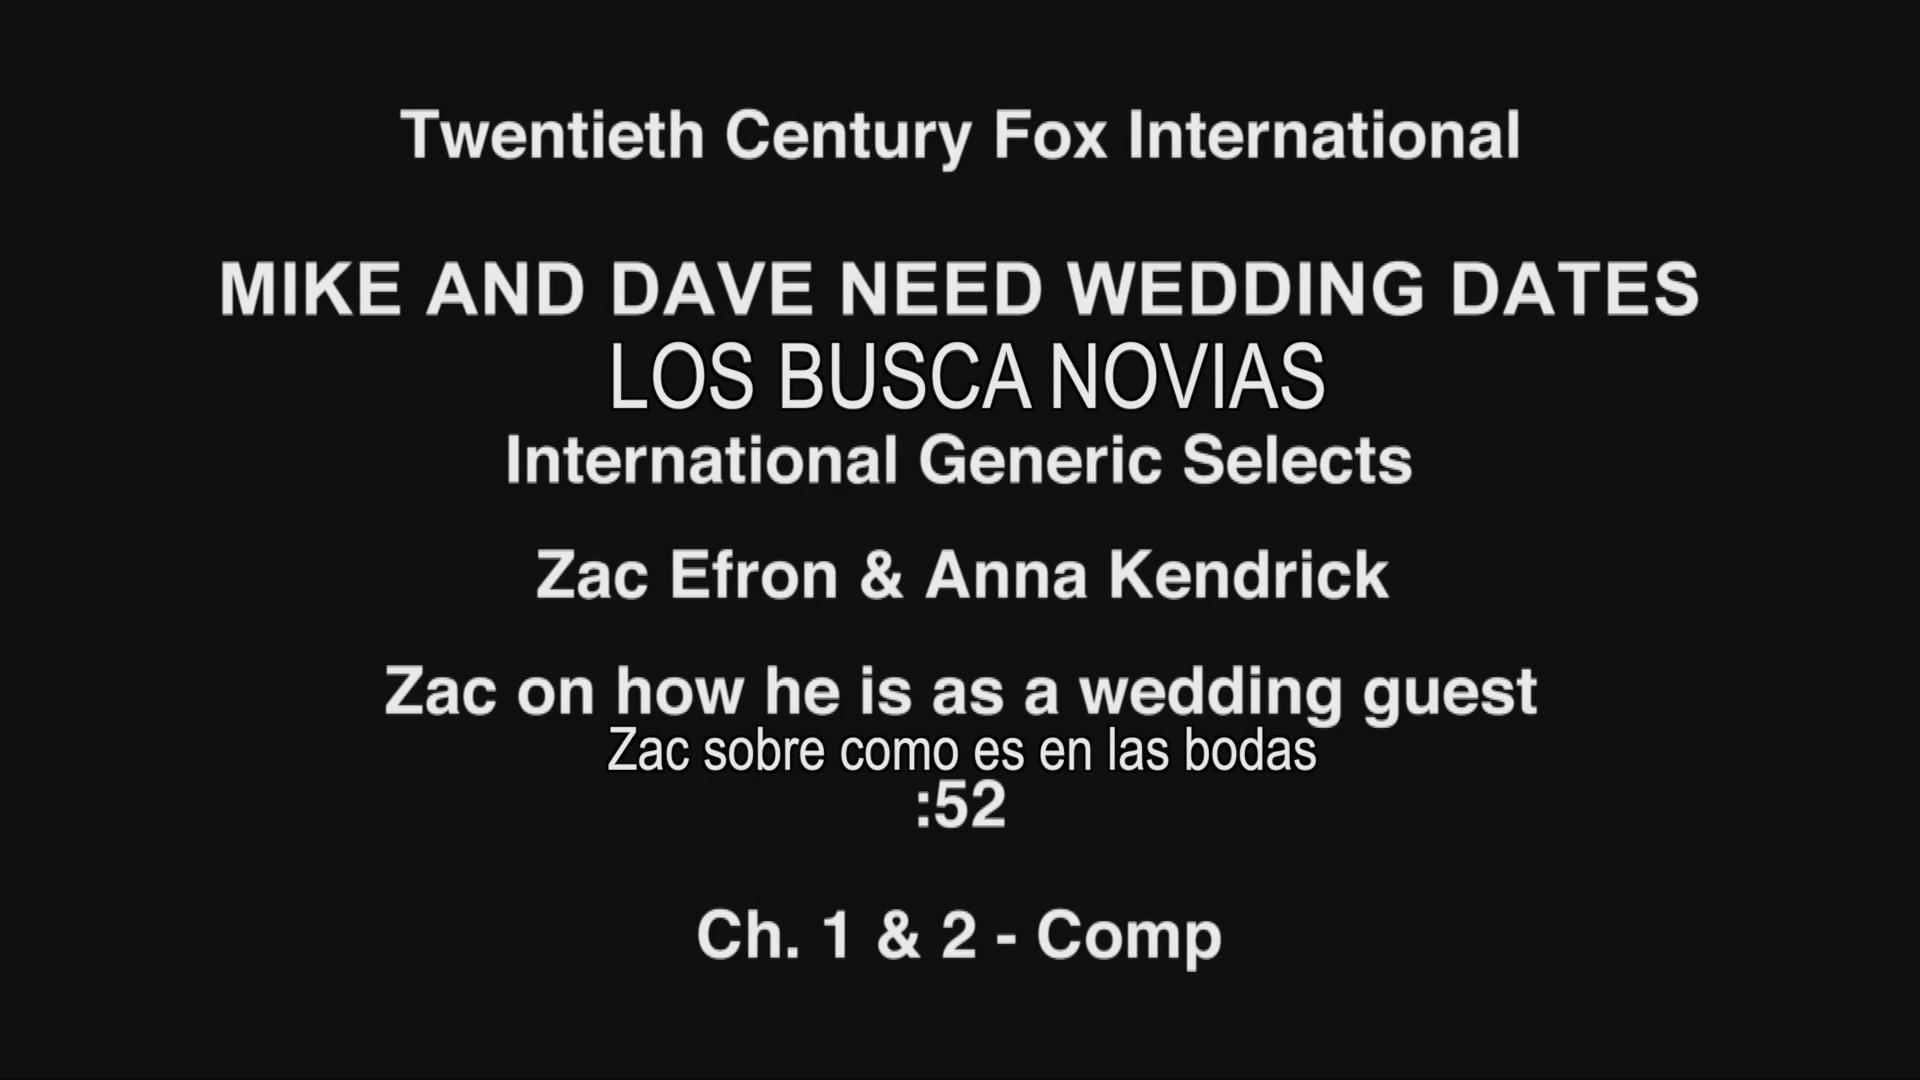 Twentieth Century Fox International
MIKE AND DAVE NEED WEDDING DATES
LOS BUSCA NOVIAS
International Generic Selects
Zac Efron & Anna Kendrick
Zac on how he is as a wedding guest
Zac sobre como es en las bodas
:52
Ch. 1 & 2 - Comp